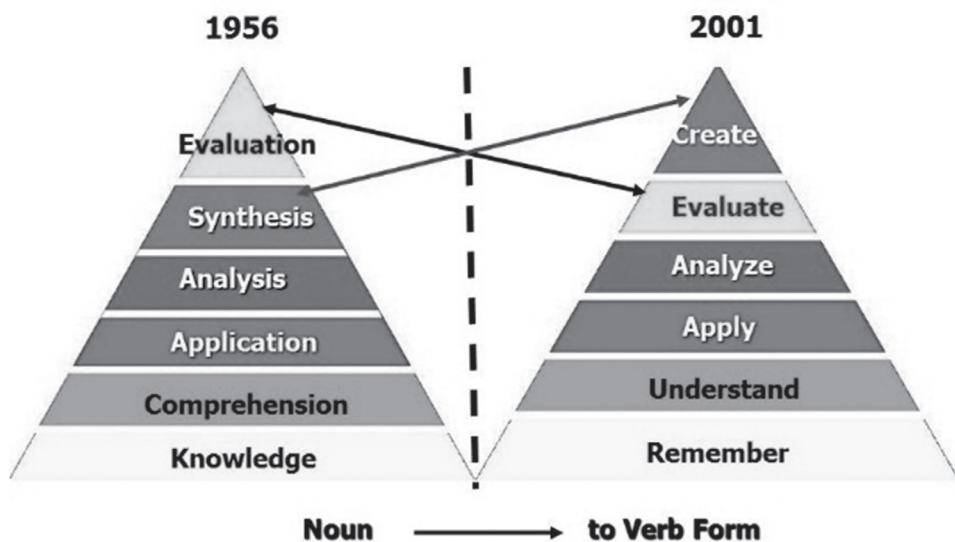 1956
2001
Evaluation
Synthesis
Analysis
Application
Comprehension
Knowledge
Create
Evaluate
Analyze
Apply
Understand
Remember
Noun to Verb Form